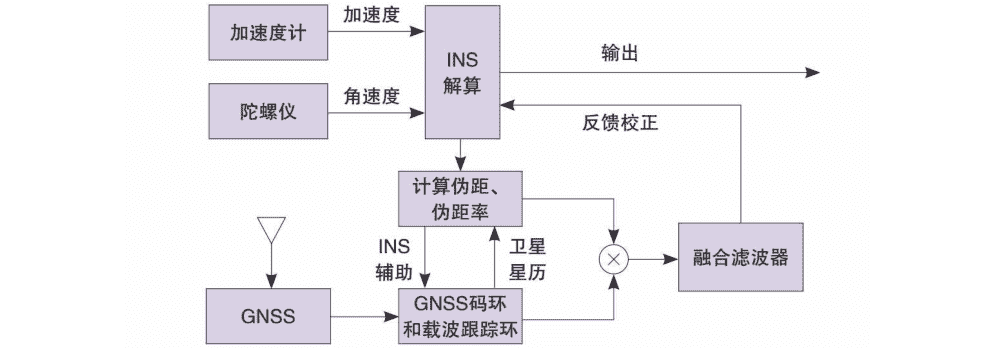 加速度计
加速度
INS
解算
输出
陀螺仪
角速度
反馈校正
计算伪距、
伪距率
INS
辅助
卫星
星历
融合滤波器
GNSS
GNSS码环
和载波跟踪环